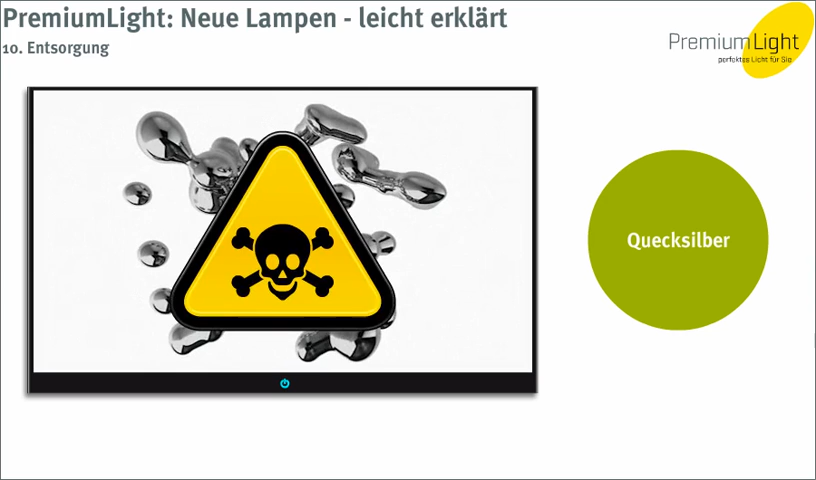 PremiumLight: Neue Lampen - leicht erklärt
10. Entsorgung
PremiumLight
perfektes Licht für Sie
Quecksilber